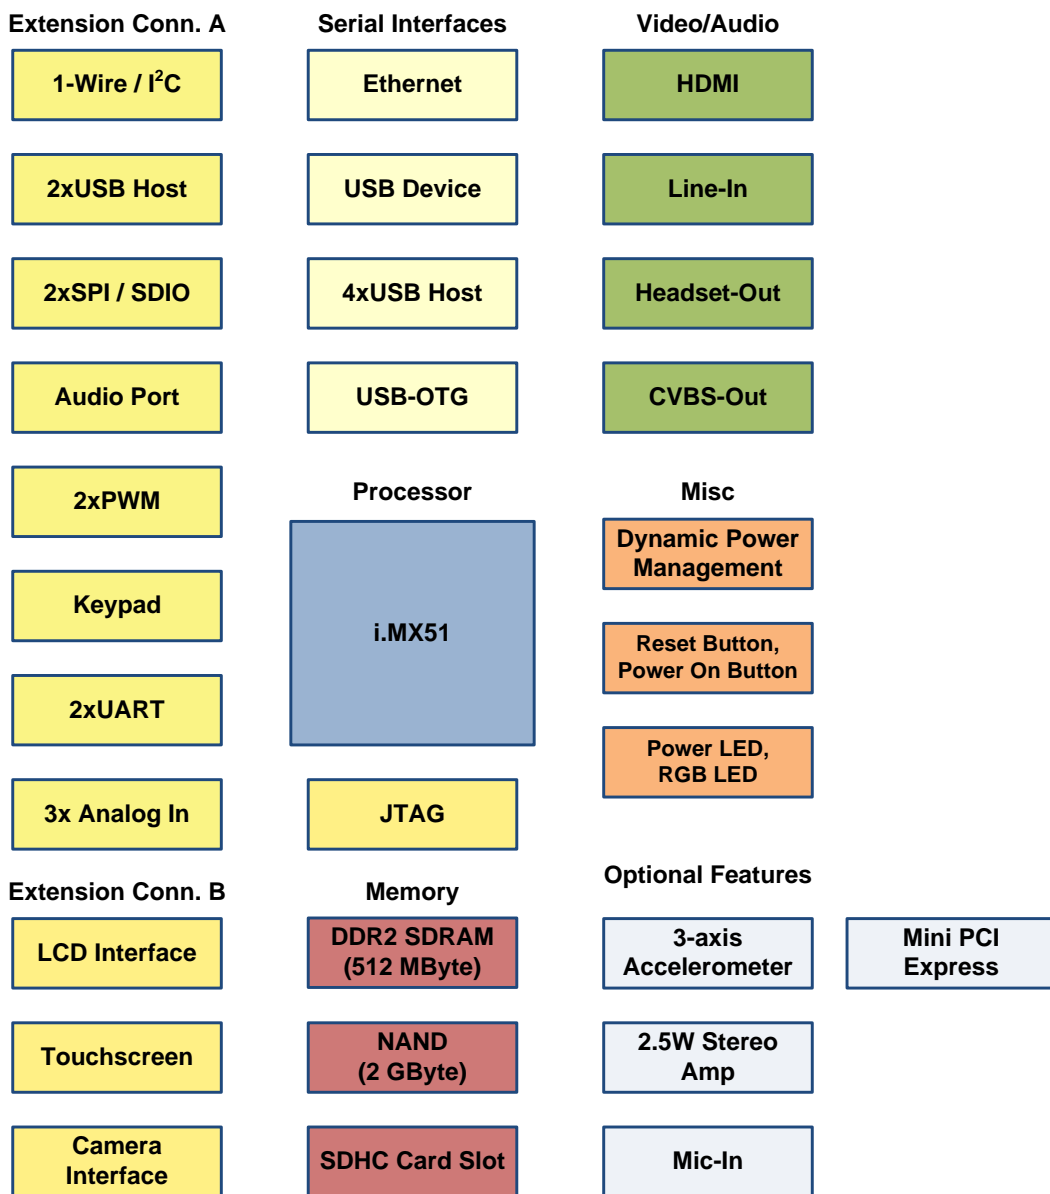 Extension Conn. A
1-Wire / I²C
2xUSB Host
2xSPI / SDIO
Audio Port
2xPWM
Keypad
2xUART
3x Analog In
Extension Conn. B
LCD Interface
Touchscreen
Camera
Interface
Serial Interfaces
Ethernet
USB Device
4xUSB Host
USB-OTG
Processor
i.MX51
JTAG
Memory
DDR2 SDRAM
(512 MByte)
NAND
(2 GByte)
SDHC Card Slot
Video/Audio
HDMI
Line-In
Headset-Out
CVBS-Out
Misc
Dynamic Power
Management
Reset Button,
Power On Button
Power LED,
RGB LED
Optional Features
3-axis
Accelerometer
2.5W Stereo
Amp
Mic-In
Mini PCI
Express